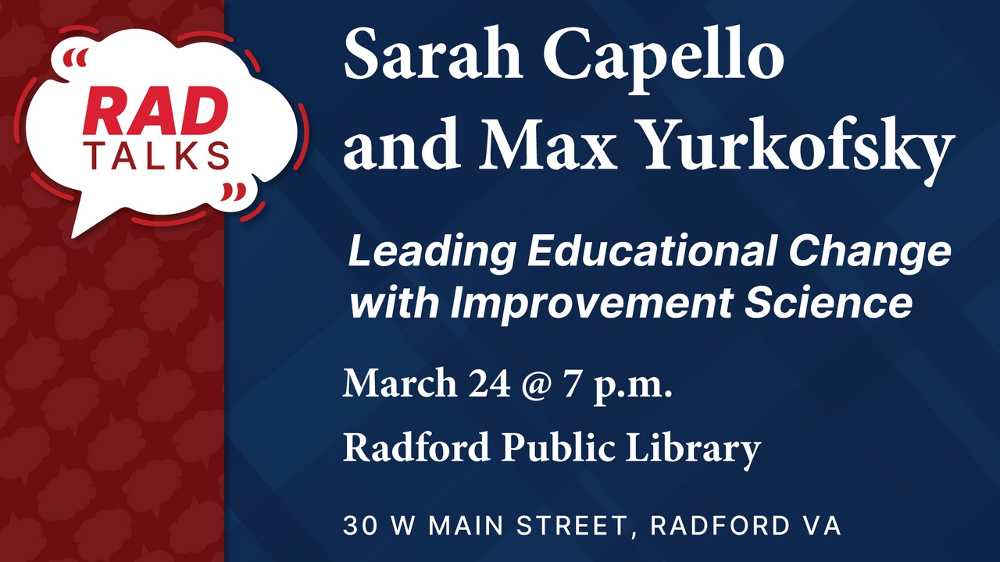 “
RAD
TALKS
”
Sarah Capello
and Max Yurkofsky
Leading Educational Change
with Improvement Science
March 24 @ 7 p.m.
Radford Public Library
30 W MAIN STREET, RADFORD VA